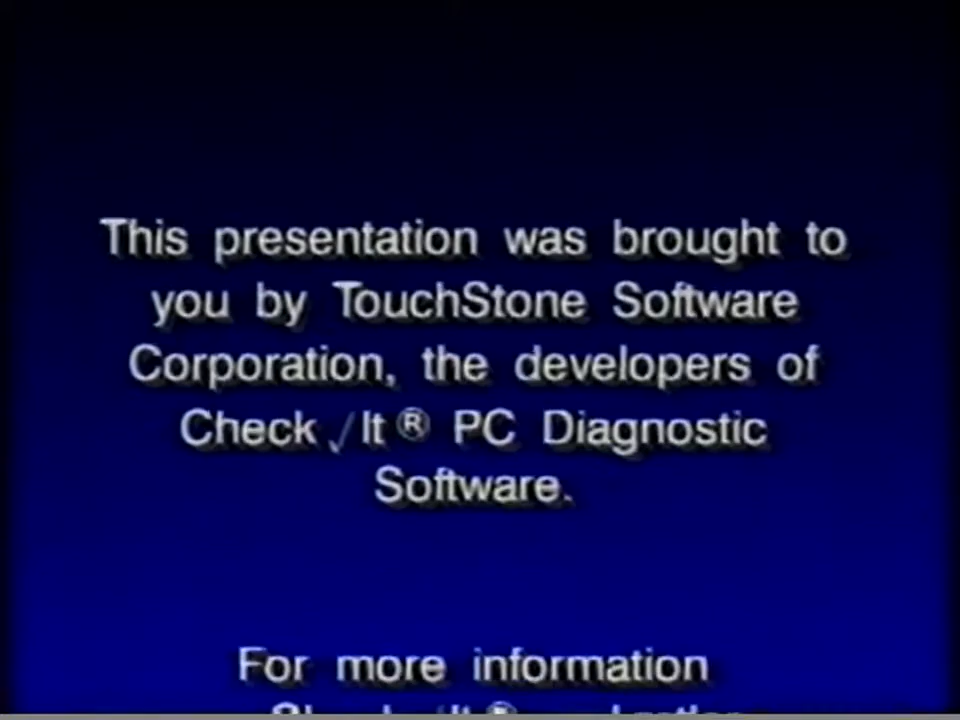 This presentation was brought to
you by TouchStone Software
Corporation, the developers of
Check√It® PC Diagnostic
Software.
For more information